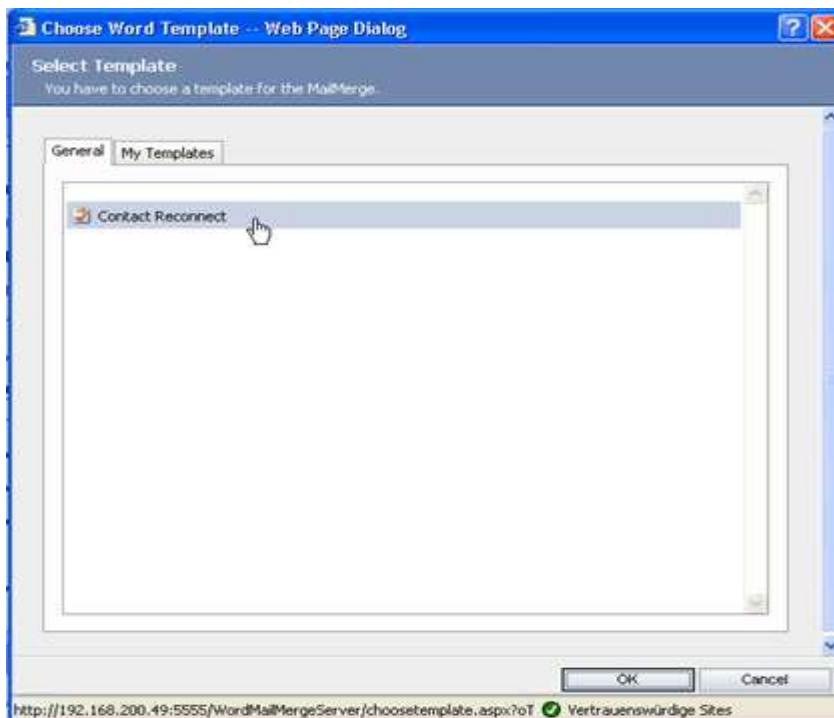 Choose Word Template -- Web Page Dialog
Select Template
You have to choose a template for the MailMerge.
General My Templates
Contact Reconnect
OK Cancel
http://192.168.200.49:5555/WordMailMergeServer/choosetemplate.aspx?oT Vertrauenswürdige Sites